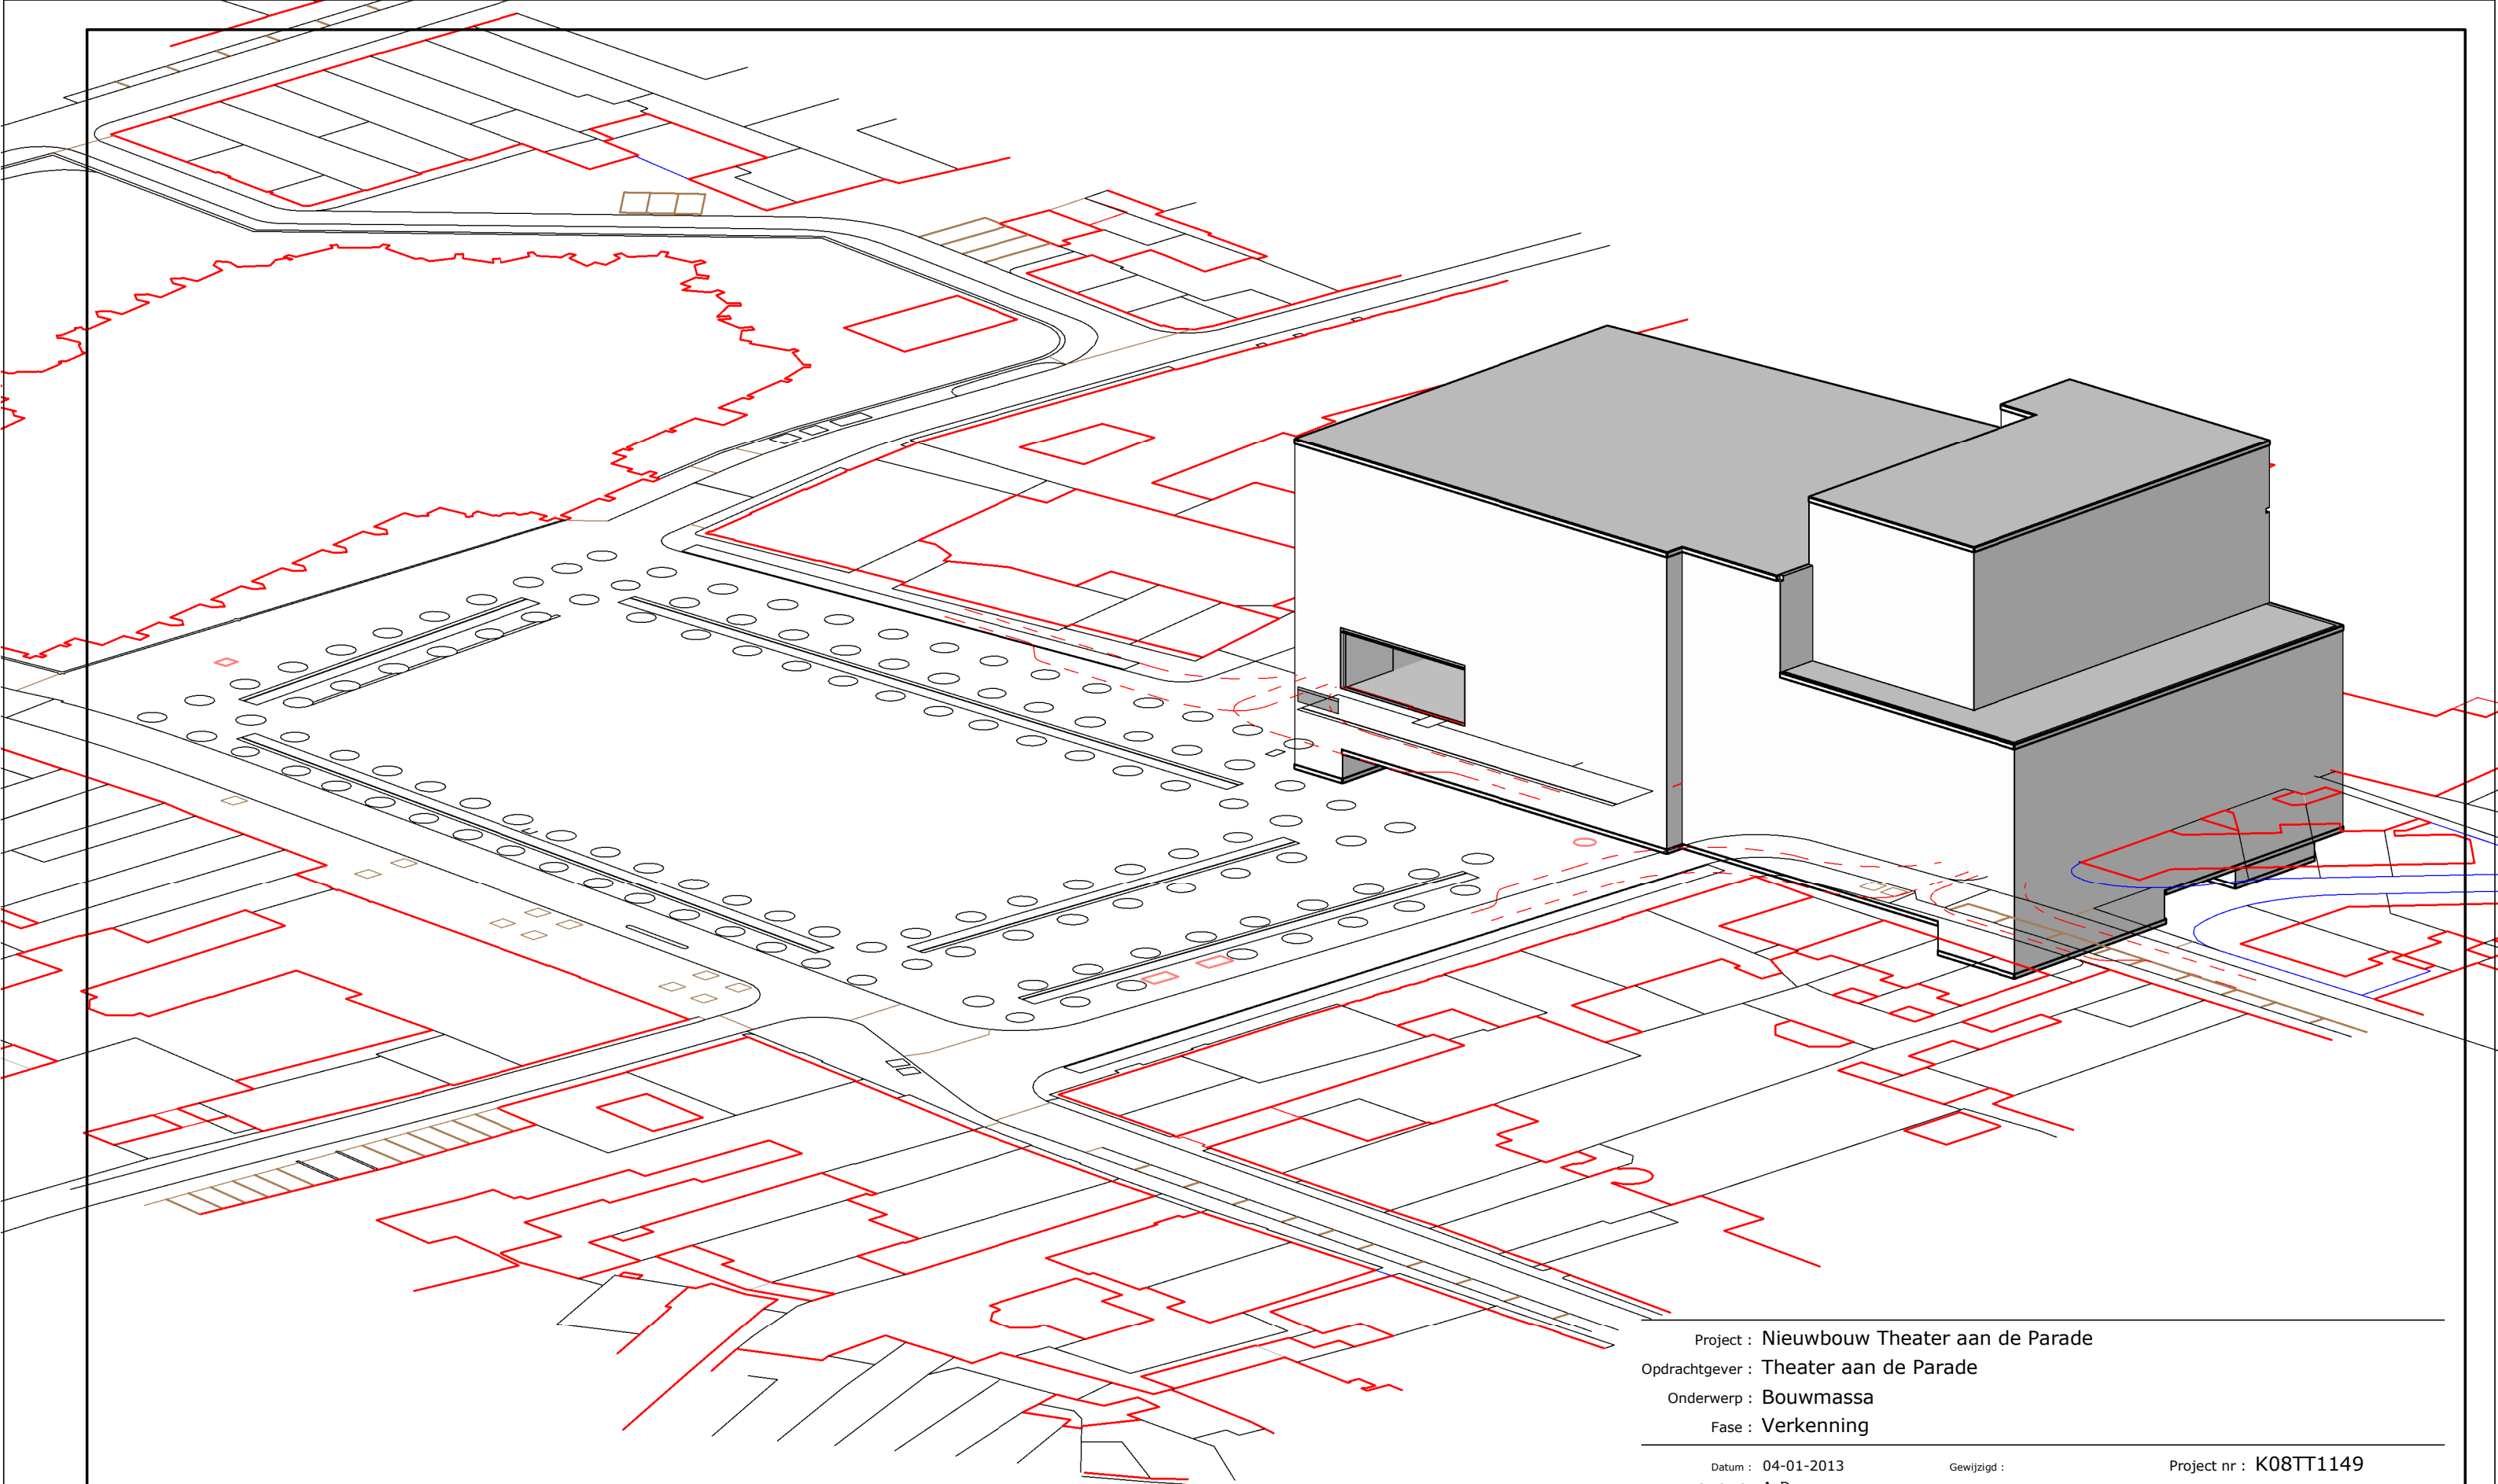 Project : Nieuwbouw Theater aan de Parade
Opdrachtgever : Theater aan de Parade
Onderwerp : Bouwmassa
Fase : Verkenning
Datum : 04-01-2013 Gewijzigd : Project nr : K08TT1149